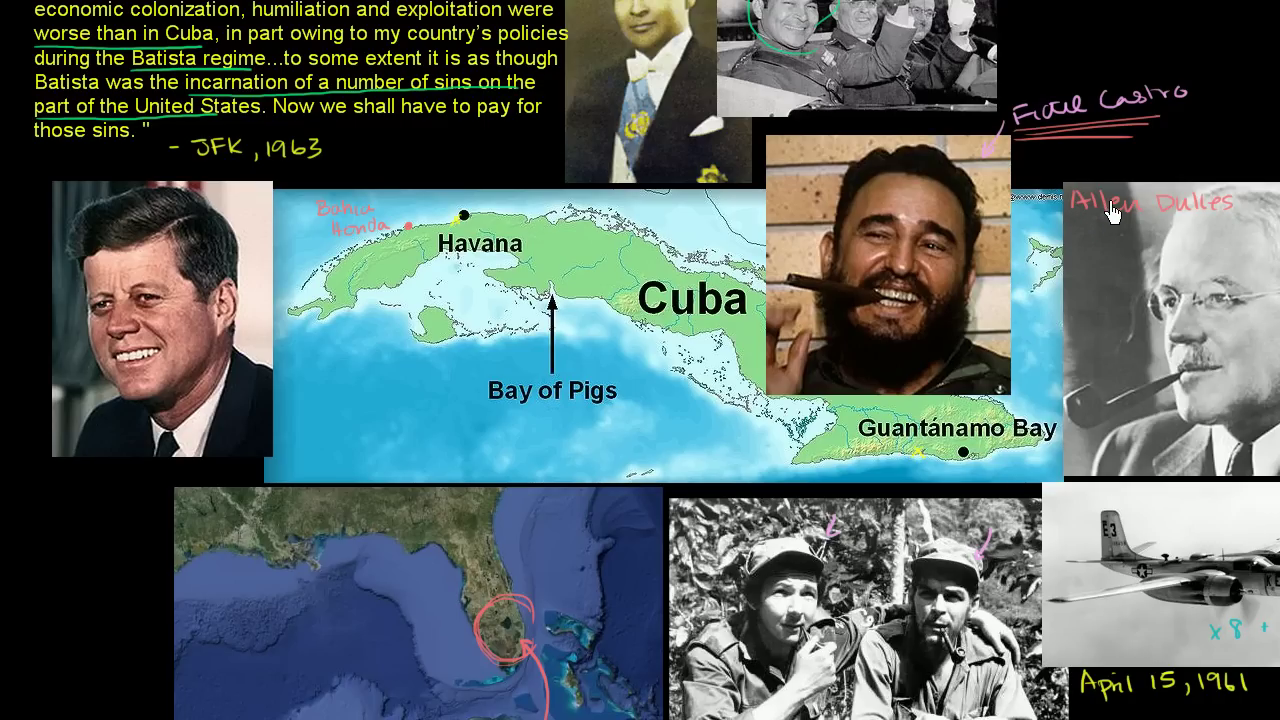 economic colonization, humiliation and exploitation were
worse than in Cuba, in part owing to my country's policies
during the Batista regime...to some extent it is as though
Batista was the incarnation of a number of sins on the
part of the United States. Now we shall have to pay for
those sins. "
- JFK, 1963
Fidel Castro
Allen Dulles
Bahia
Honda
Havana
Cuba
Bay of Pigs
Guantánamo Bay
E3
x 8 +
April 15, 1961